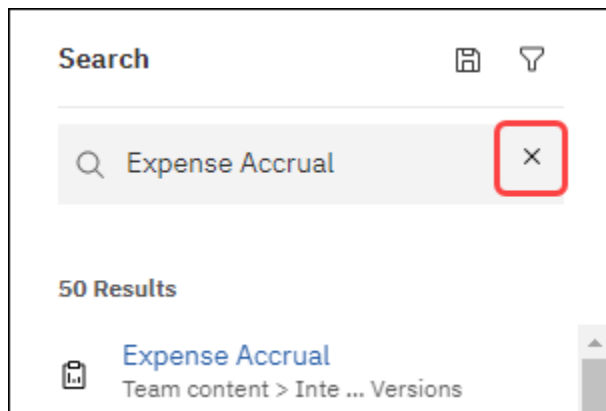 Search
Expense Accrual
50 Results
Expense Accrual
Team content > Inte ... Versions